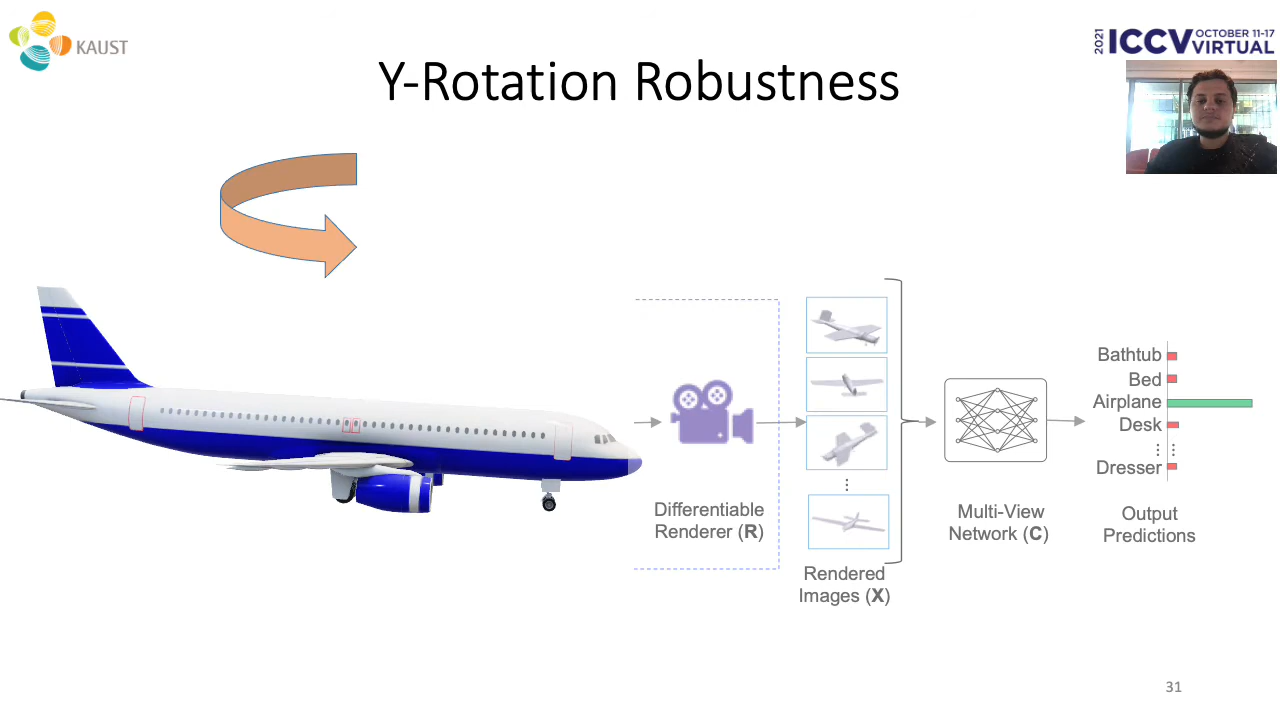 KAUST
2021 ICCV OCTOBER 11-17 VIRTUAL
Y-Rotation Robustness
Bathtub
Bed
Airplane
Desk
Dresser
Differentiable
Renderer (R)
Rendered
Images (X)
Multi-View
Network (C)
Output
Predictions
31